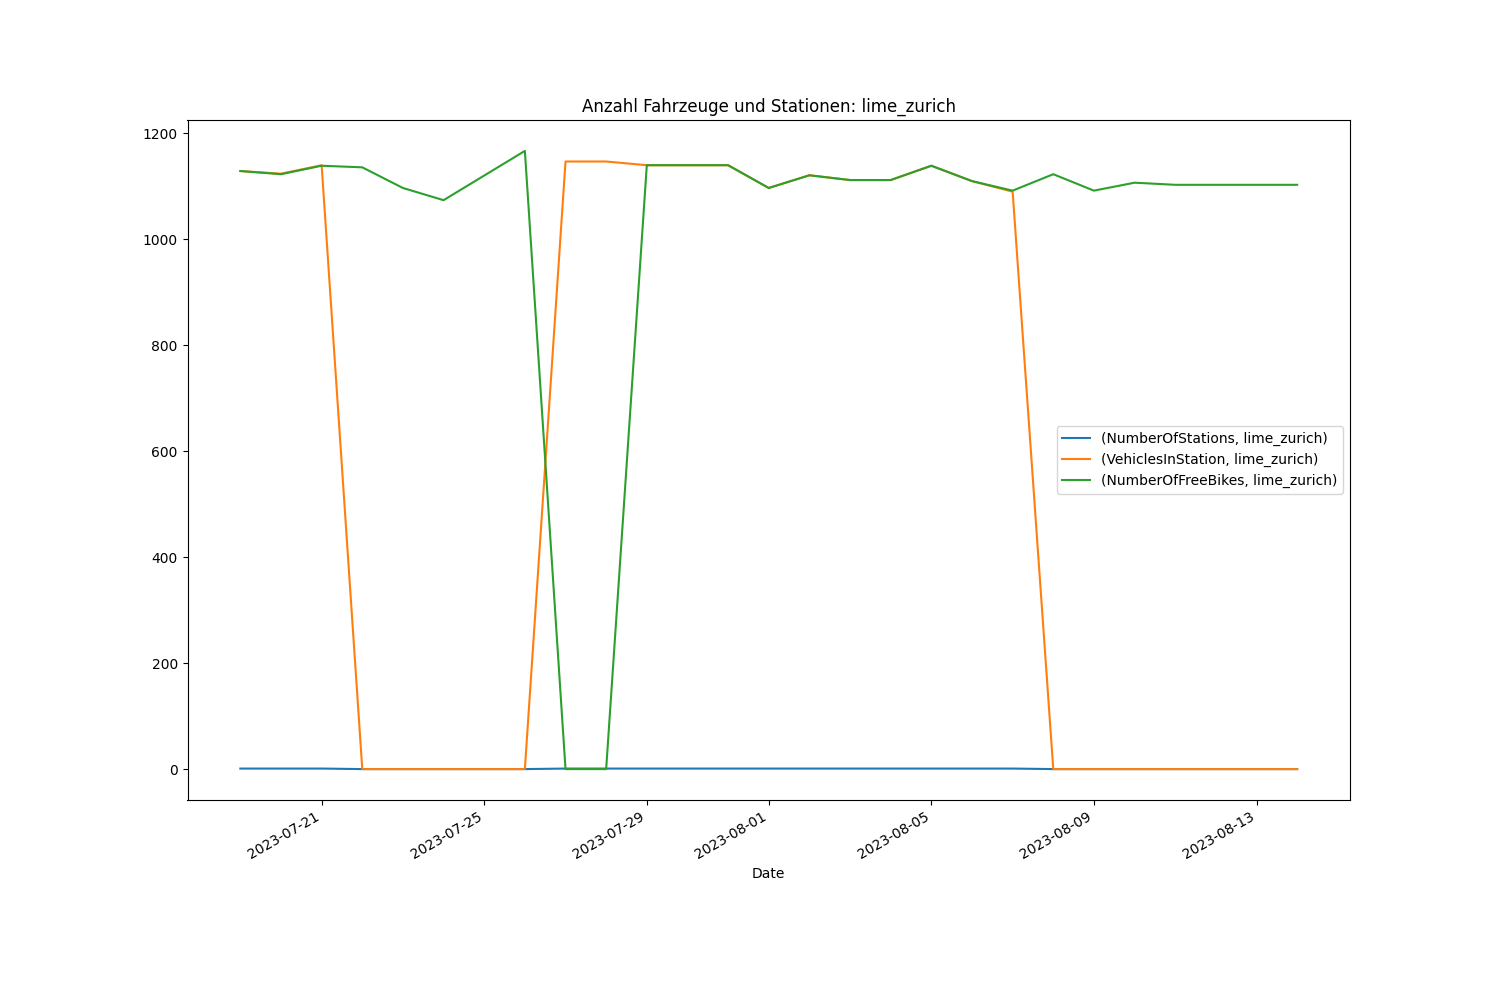 Anzahl Fahrzeuge und Stationen: lime_zurich
1200
1000
800
600
400
200
0
(NumberOfStations, lime_zurich)
(VehiclesInStation, lime_zurich)
(NumberOfFreeBikes, lime_zurich)
2023-07-21
2023-07-25
2023-07-29
2023-08-01
2023-08-05
2023-08-09
2023-08-13
Date